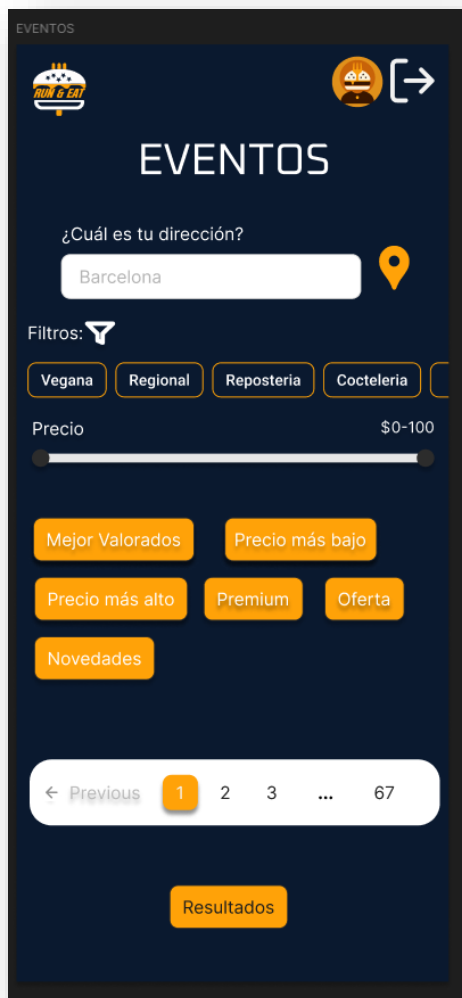 EVENTOS
RUN & EAT
EVENTOS
¿Cuál es tu dirección?
Barcelona
Filtros:
Vegana Regional Reposteria Cocteleria
Precio $0-100
Mejor Valorados Precio más bajo
Precio más alto Premium Oferta
Novedades
← Previous 1 2 3 ... 67
Resultados